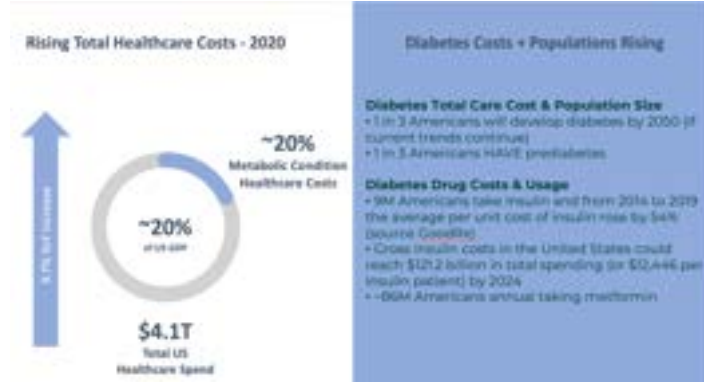 Rising Total Healthcare Costs - 2020
~20%
Metabolic Condition
Healthcare Costs
~20%
of US GDP
9.7% YoY Increase
$4.1T
Total US
Healthcare Spend
Diabetes Costs + Populations Rising
Diabetes Total Care Cost & Population Size
• 1 in 3 Americans will develop diabetes by 2050 (if
current trends continue)
• 1 in 3 Americans HAVE prediabetes
Diabetes Drug Costs & Usage
• 9M Americans take insulin and from 2014 to 2019
the average per unit cost of insulin rose by 54%
(source GoodRx)
• Gross insulin costs in the United States could
reach $121.2 billion in total spending (or $12,446 per
insulin patient) by 2024
• ~86M Americans annual taking metformin